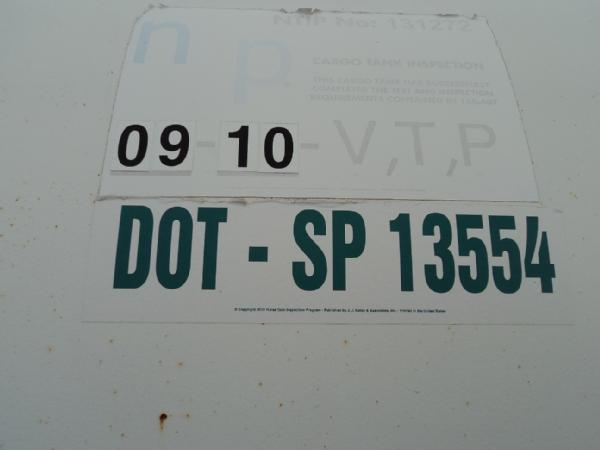 NTIP No: 131272
n
p
CARGO TANK INSPECTION
THIS CARGO TANK HAS SUCCESSFULLY
COMPLETED THE TEST AND INSPECTION
REQUIREMENTS CONTAINED IN 180.407
09-10-V,T,P
DOT - SP 13554